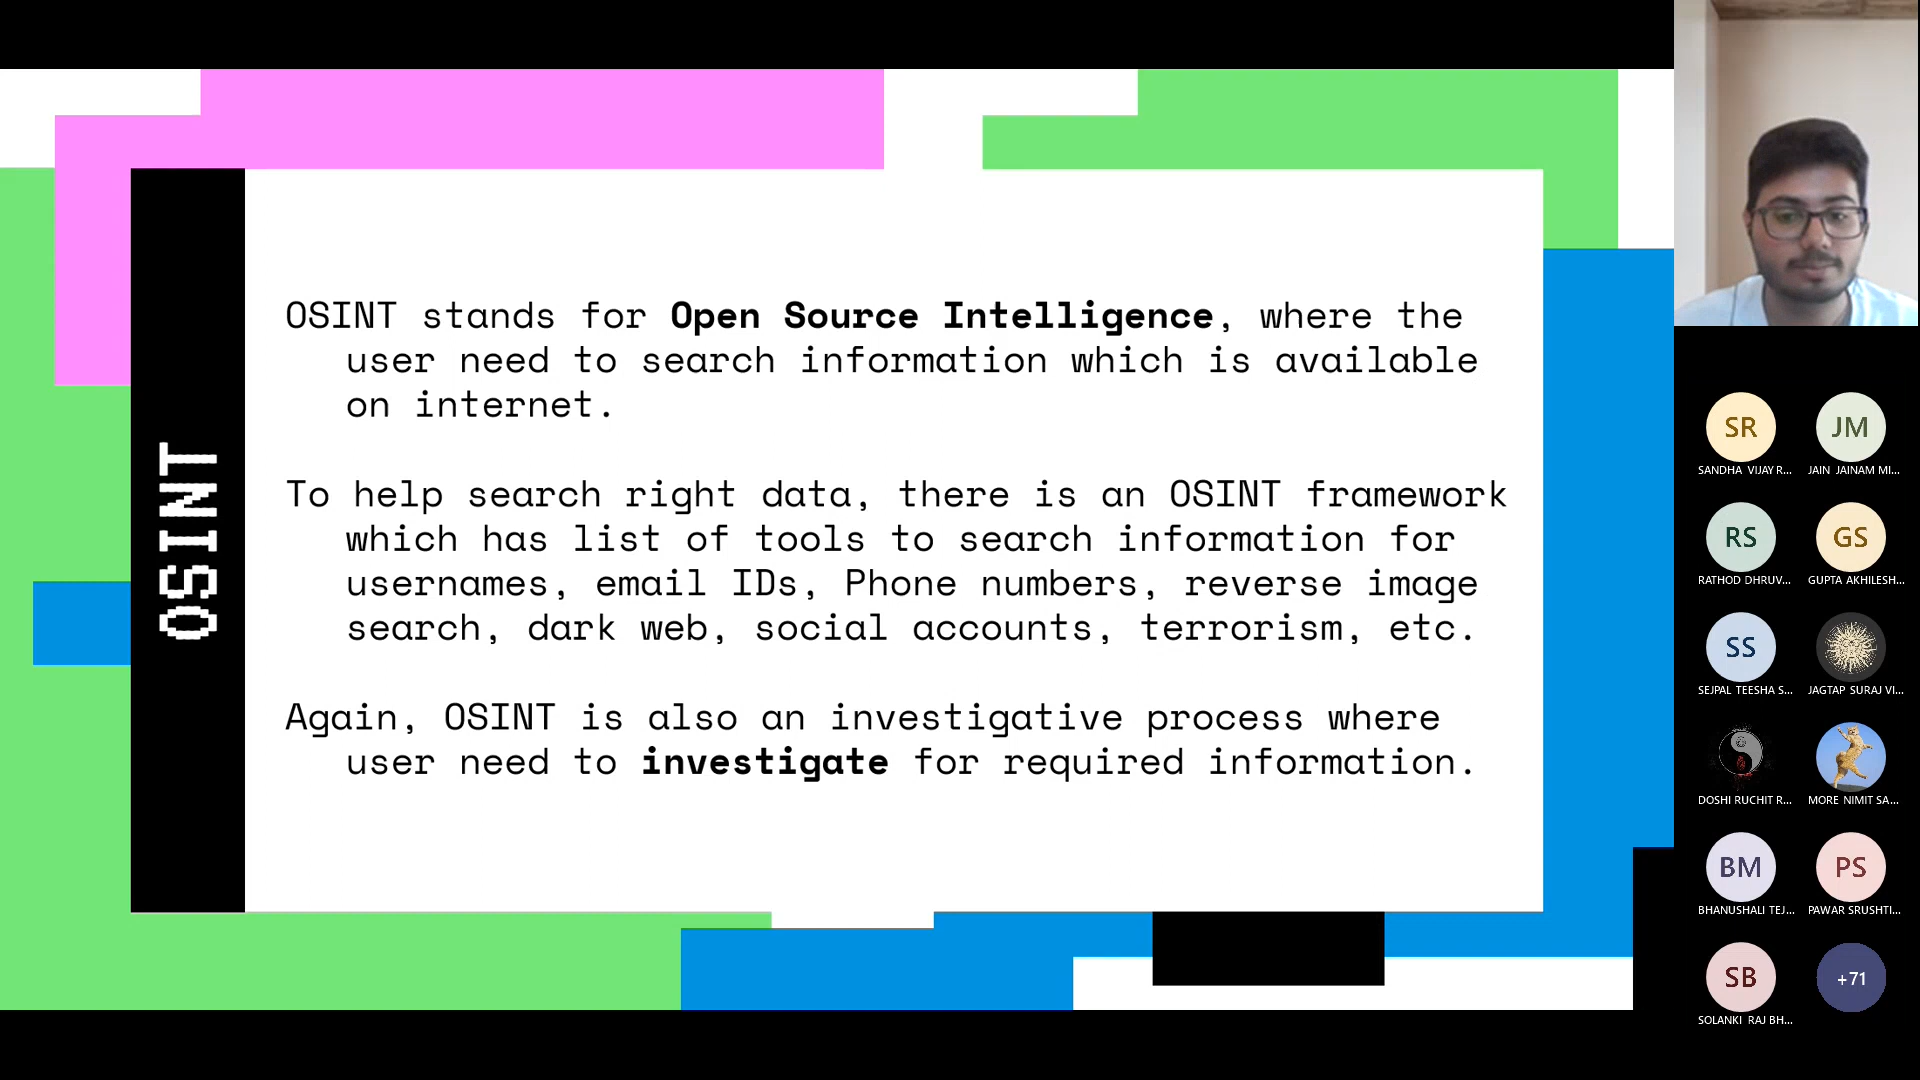 OSINT
OSINT stands for Open Source Intelligence, where the
user need to search information which is available
on internet.
To help search right data, there is an OSINT framework
which has list of tools to search information for
usernames, email IDs, Phone numbers, reverse image
search, dark web, social accounts, terrorism, etc.
Again, OSINT is also an investigative process where
user need to investigate for required information.
SR
JM
SANDHA VIJAY R...
JAIN JAINAM MI...
RS
GS
RATHOD DHRUV...
GUPTA AKHILESH...
SS
SEJPAL TEESHA S...
JAGTAP SURAJ VI...
DOSHI RUCHIT R...
MORE NIMIT SA...
BM
PS
BHANUSHALI TEJ...
PAWAR SRUSHTI...
SB
+71
SOLANKI RAJ BH...